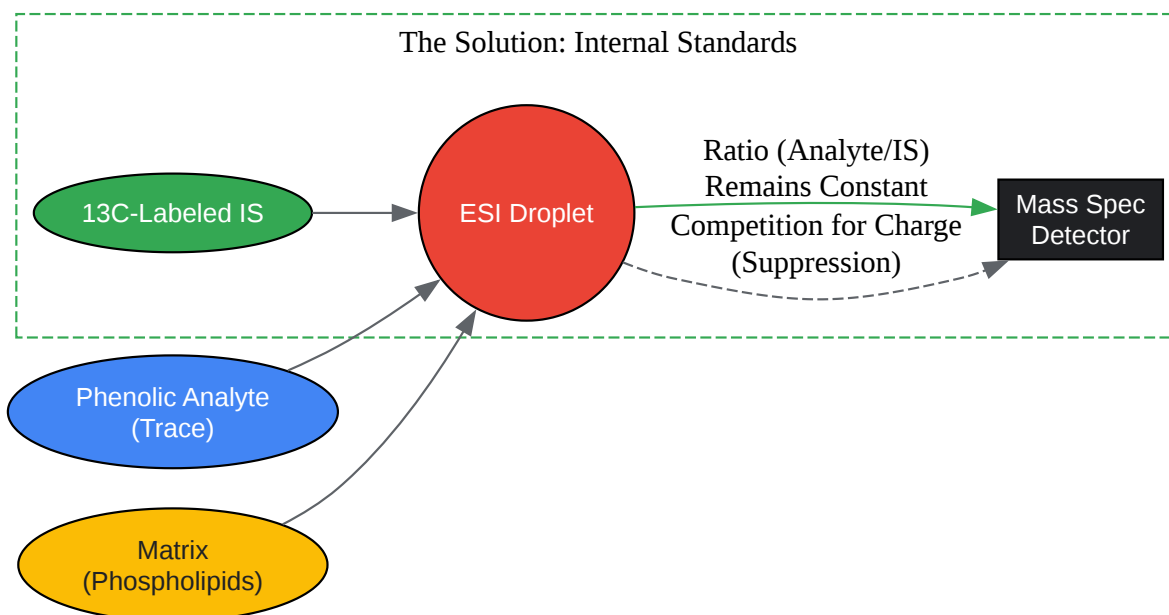 The Solution: Internal Standards
13C-Labeled IS
ESI Droplet
Ratio (Analyte/IS)
Remains Constant
Competition for Charge
(Suppression)
Mass Spec
Detector
Phenolic Analyte
(Trace)
Matrix
(Phospholipids)